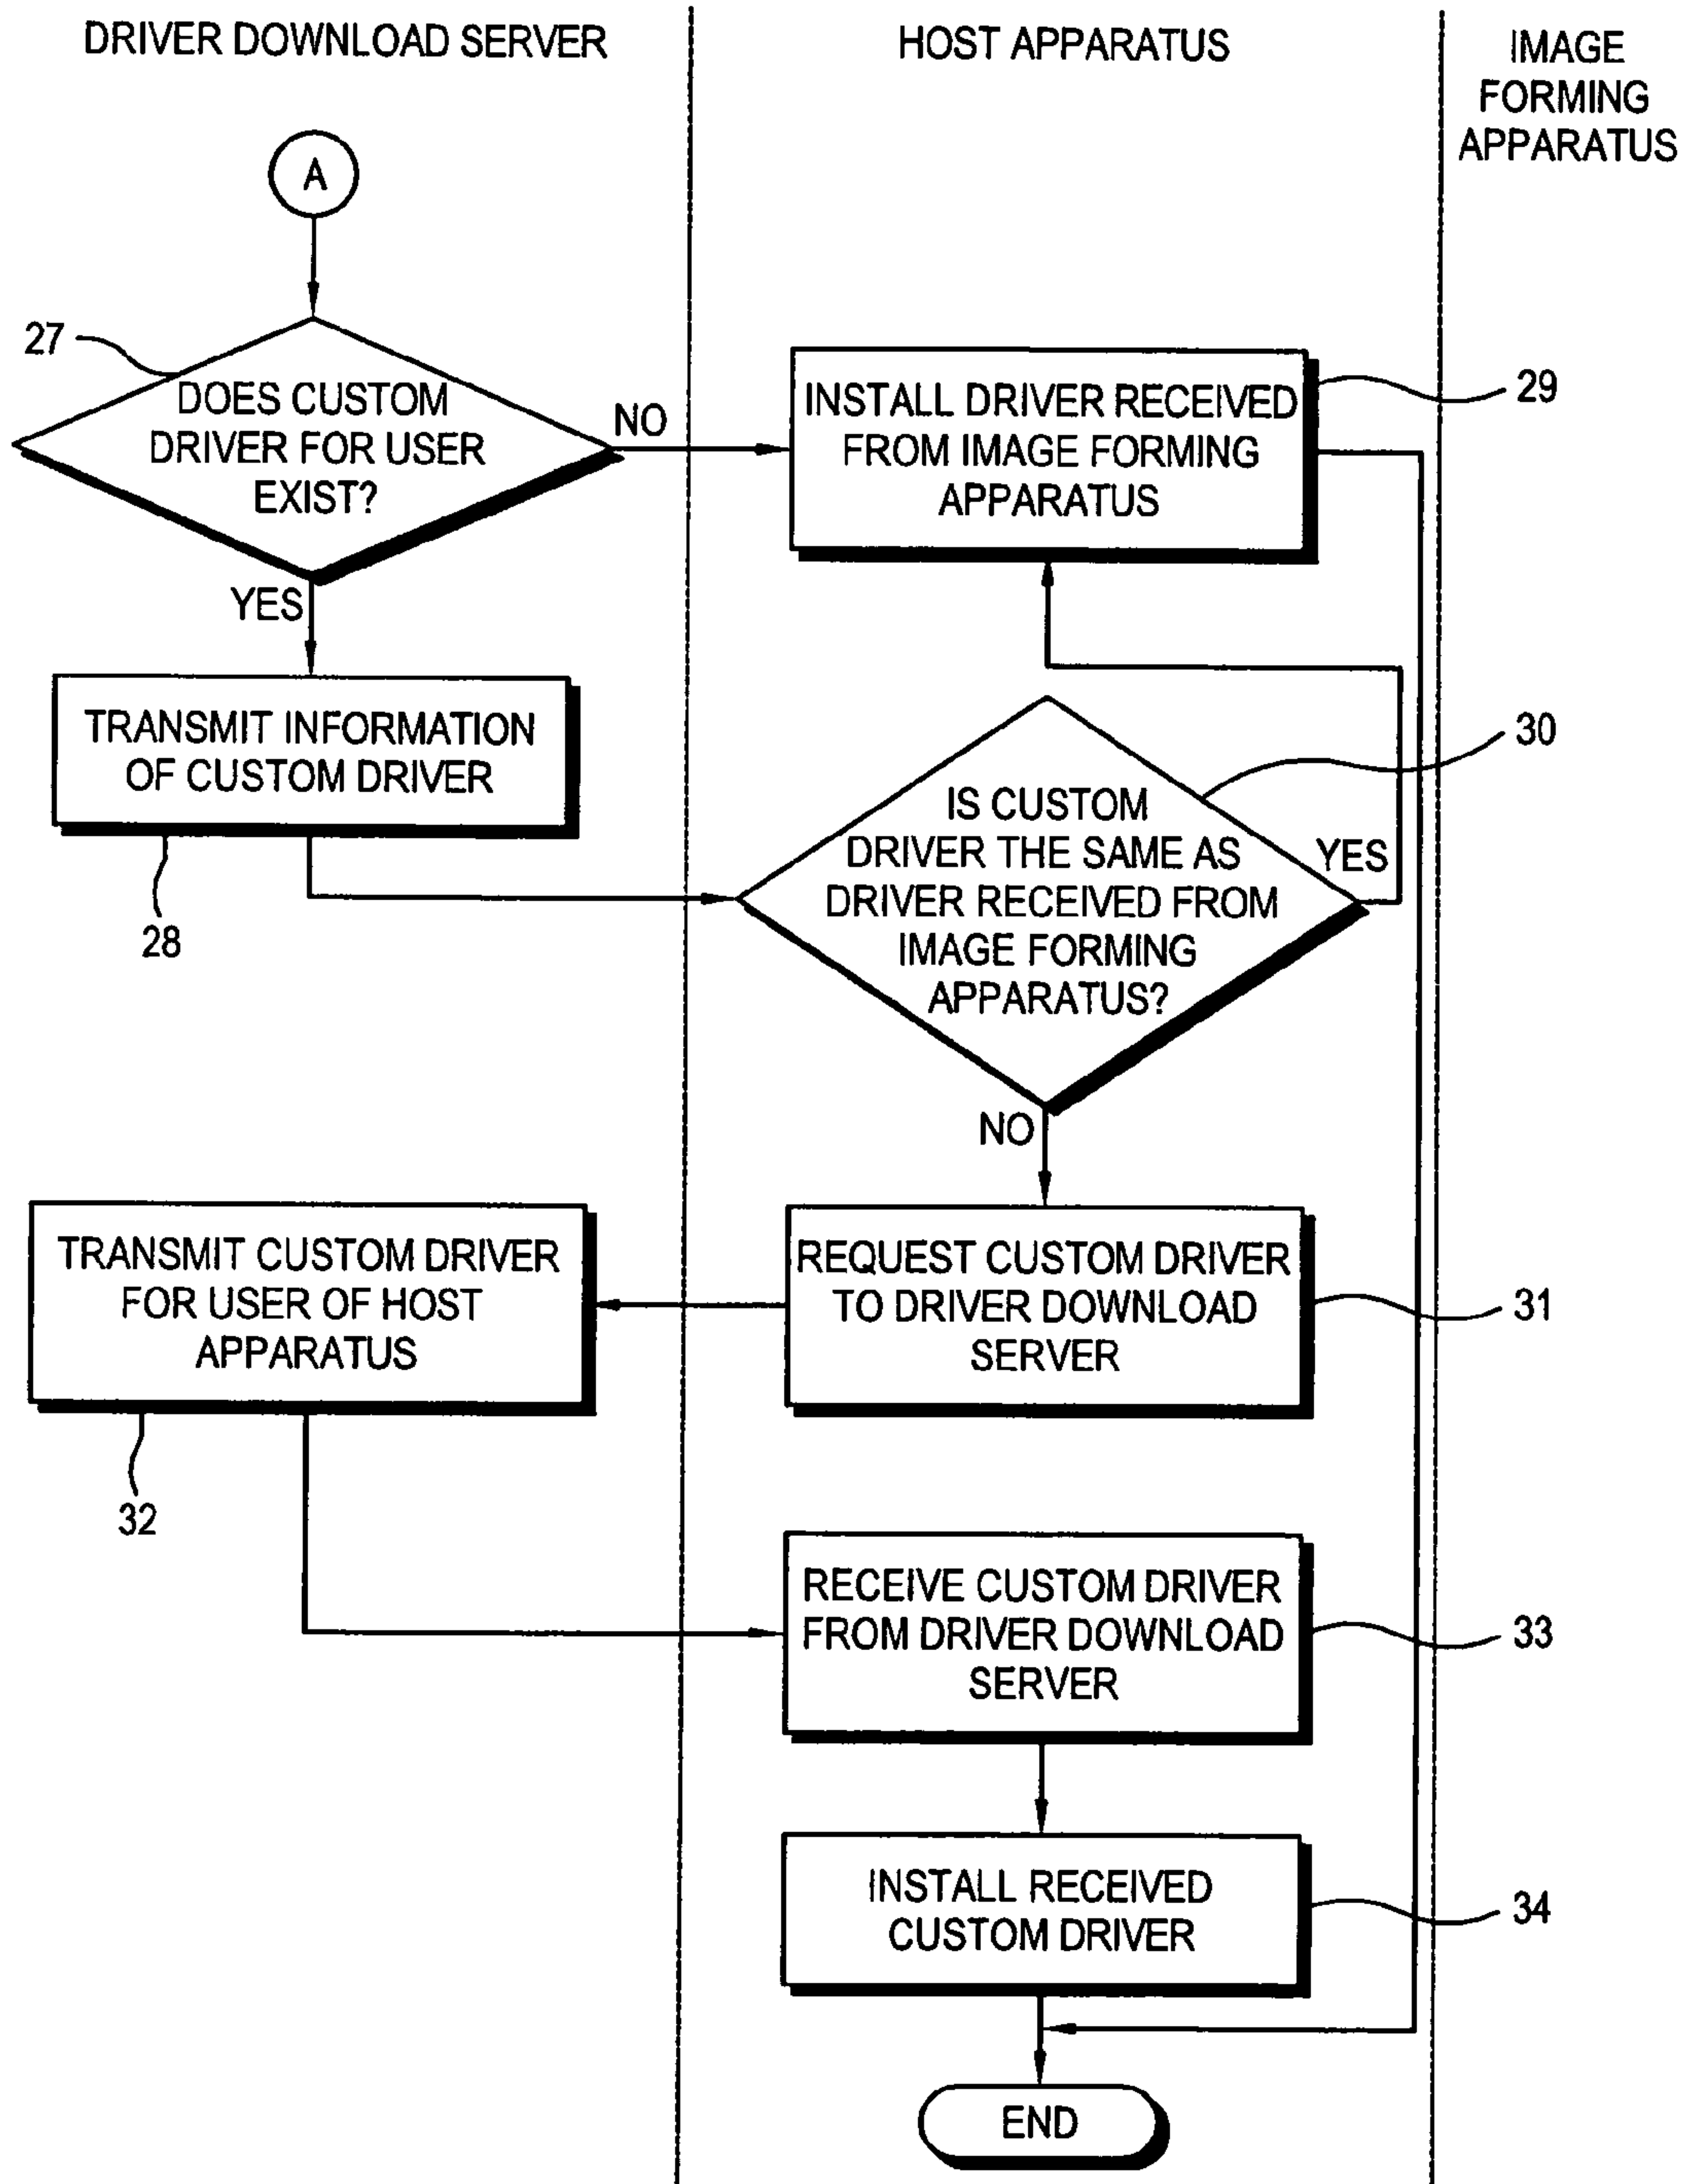 DRIVER DOWNLOAD SERVER
HOST APPARATUS
IMAGE
FORMING
APPARATUS
A
27
DOES CUSTOM
DRIVER FOR USER
EXIST?
NO
YES
INSTALL DRIVER RECEIVED
FROM IMAGE FORMING
APPARATUS
29
TRANSMIT INFORMATION
OF CUSTOM DRIVER
28
30
IS CUSTOM
DRIVER THE SAME AS
DRIVER RECEIVED FROM
IMAGE FORMING
APPARATUS?
YES
NO
REQUEST CUSTOM DRIVER
TO DRIVER DOWNLOAD
SERVER
31
TRANSMIT CUSTOM DRIVER
FOR USER OF HOST
APPARATUS
32
RECEIVE CUSTOM DRIVER
FROM DRIVER DOWNLOAD
SERVER
33
INSTALL RECEIVED
CUSTOM DRIVER
34
END